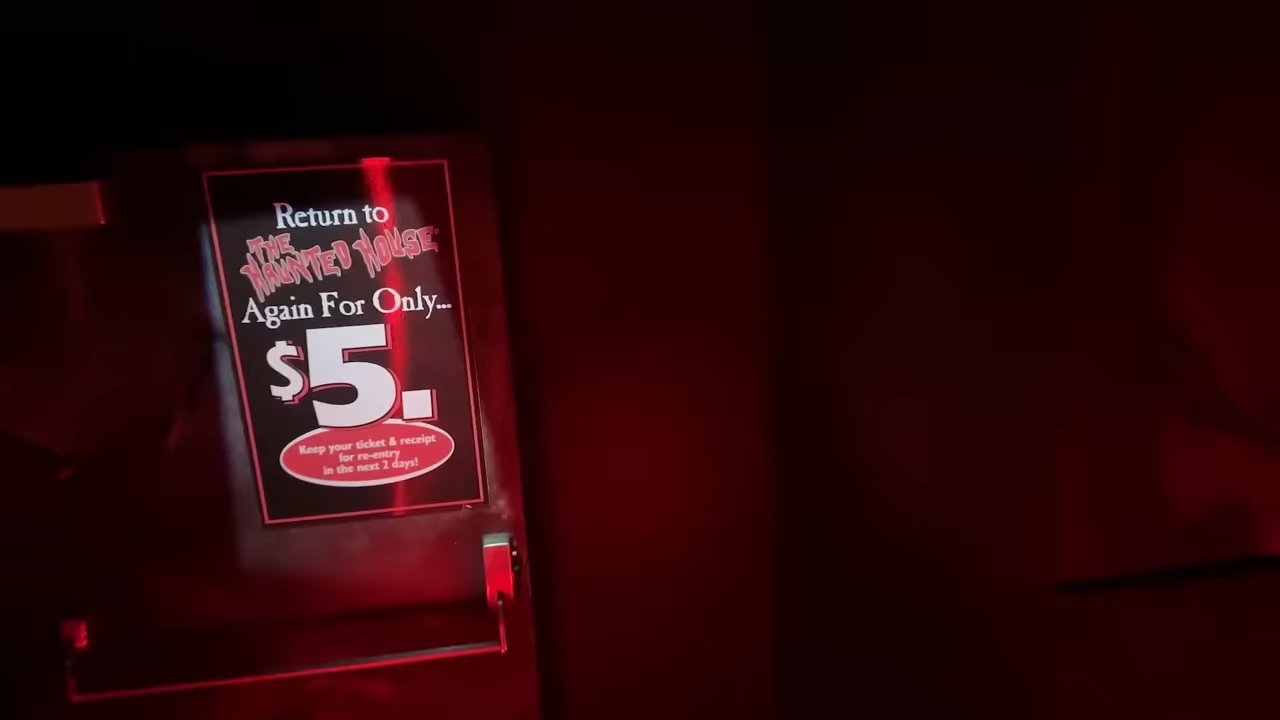 Return to
THE
HAUNTED HOUSE
Again For Only...
$5.
Keep your ticket & receipt
for re-entry
in the next 2 days!